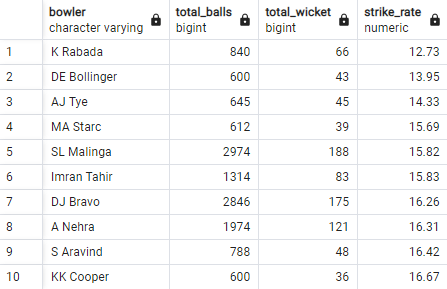 bowler total_balls total_wicket strike_rate
character varying bigint bigint numeric
1 K Rabada 840 66 12.73
2 DE Bollinger 600 43 13.95
3 AJ Tye 645 45 14.33
4 MA Starc 612 39 15.69
5 SL Malinga 2974 188 15.82
6 Imran Tahir 1314 83 15.83
7 DJ Bravo 2846 175 16.26
8 A Nehra 1974 121 16.31
9 S Aravind 788 48 16.42
10 KK Cooper 600 36 16.67